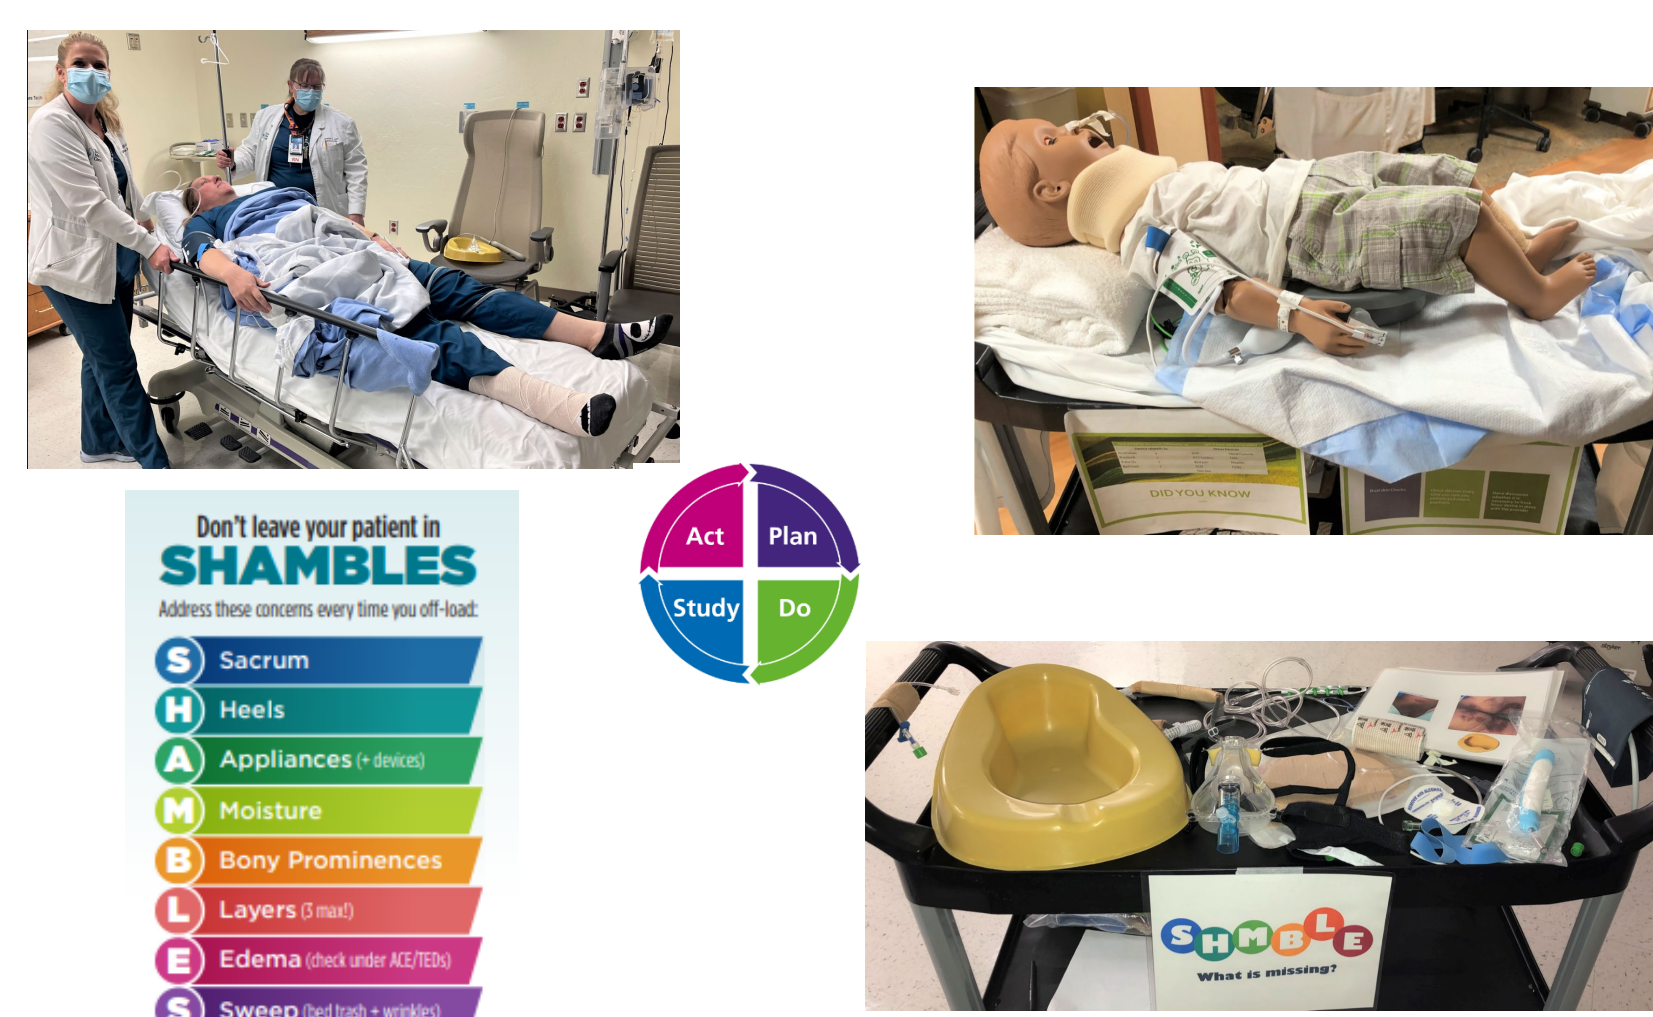 Don't leave your patient in
SHAMBLES
Address these concerns every time you off-load:
S Sacrum
H Heels
A Appliances (+ devices)
M Moisture
B Bony Prominences
L Layers (3 max!)
E Edema (check under ACE/TEDs)
S Sweep (bed trash + wrinkles)
Act
Plan
Study
Do
DID YOU KNOW
SHMBLE
What is missing?